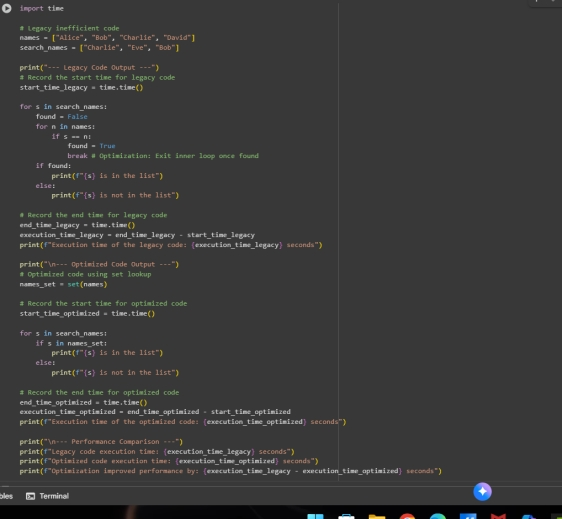 import time

# Legacy inefficient code
names = ["Alice", "Bob", "Charlie", "David"]
search_names = ["Charlie", "Eve", "Bob"]

print("--- Legacy Code Output ---")
# Record the start time for legacy code
start_time_legacy = time.time()

for s in search_names:
    found = False
    for n in names:
        if s == n:
            found = True
            break # Optimization: Exit inner loop once found
    if found:
        print(f"{s} is in the list")
    else:
        print(f"{s} is not in the list")

# Record the end time for legacy code
end_time_legacy = time.time()
execution_time_legacy = end_time_legacy - start_time_legacy
print(f"Execution time of the legacy code: {execution_time_legacy} seconds")

print("\n--- Optimized Code Output ---")
# Optimized code using set lookup
names_set = set(names)

# Record the start time for optimized code
start_time_optimized = time.time()

for s in search_names:
    if s in names_set:
        print(f"{s} is in the list")
    else:
        print(f"{s} is not in the list")

# Record the end time for optimized code
end_time_optimized = time.time()
execution_time_optimized = end_time_optimized - start_time_optimized
print(f"Execution time of the optimized code: {execution_time_optimized} seconds")

print("\n--- Performance Comparison ---")
print(f"Legacy code execution time: {execution_time_legacy} seconds")
print(f"Optimized code execution time: {execution_time_optimized} seconds")
print(f"Optimization improved performance by: {execution_time_legacy - execution_time_optimized} seconds")
bles Terminal